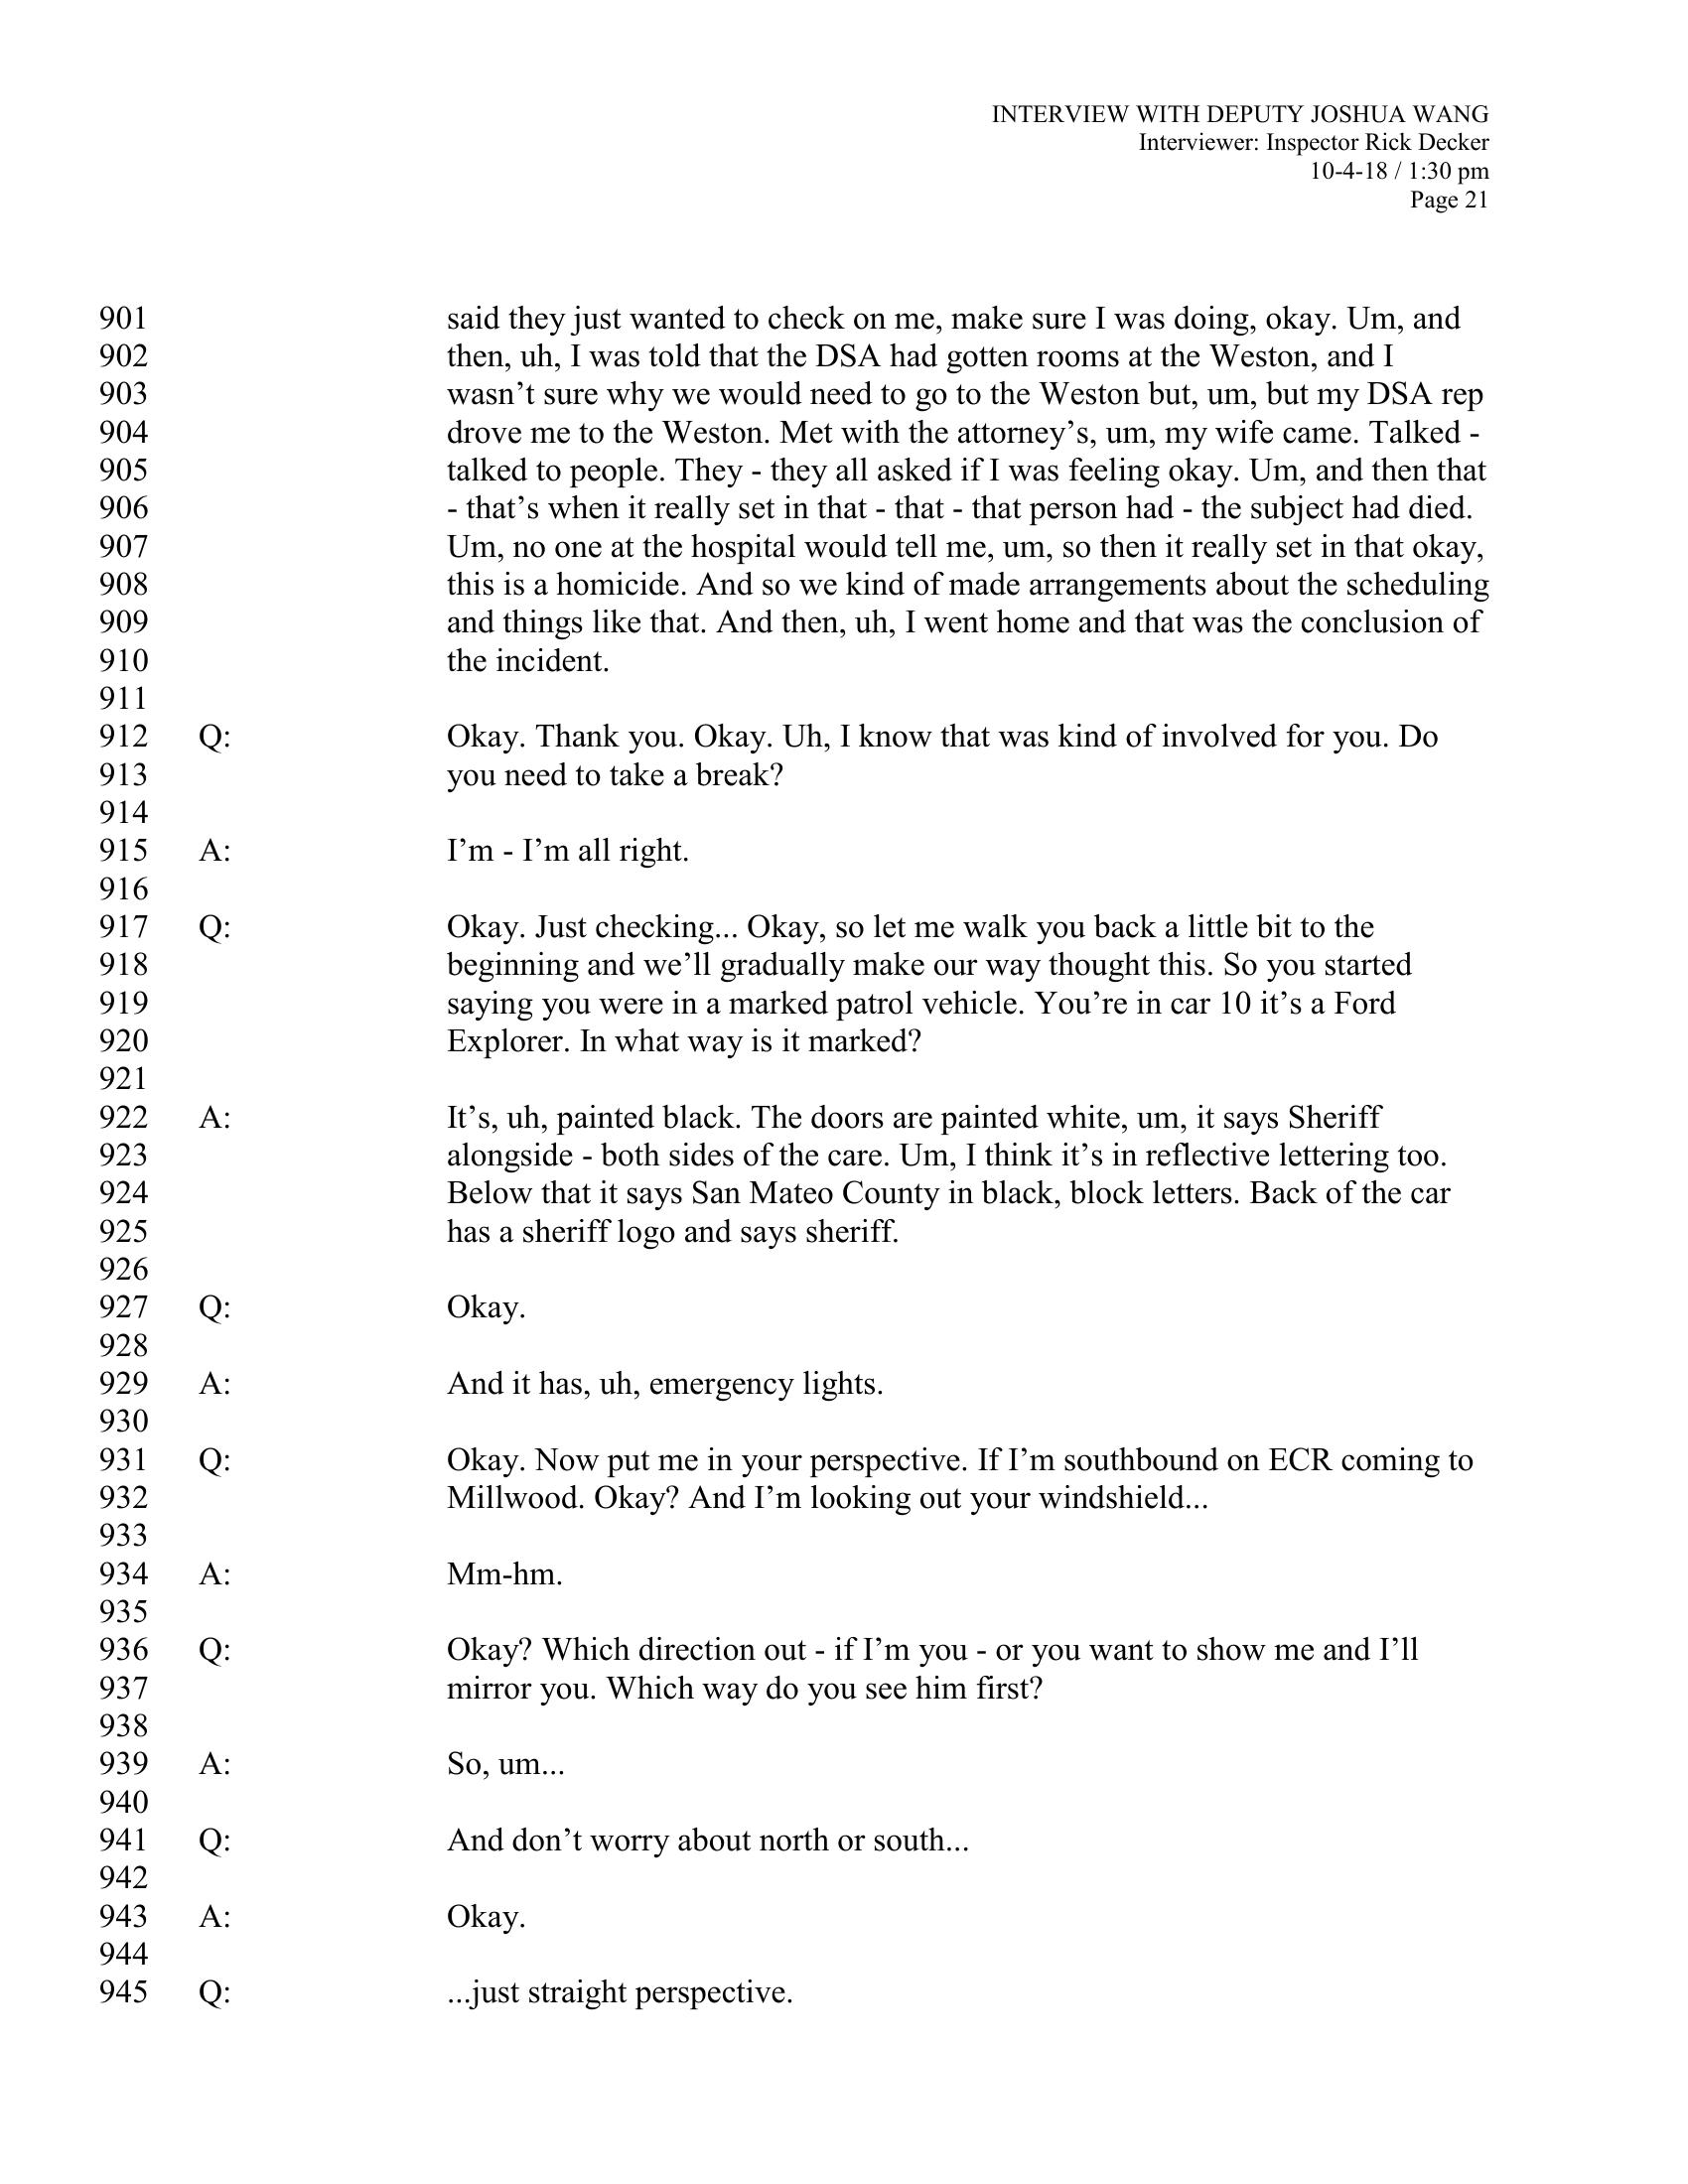 INTERVIEW WITH DEPUTY JOSHUA WANG
Interviewer: Inspector Rick Decker
10-4-18 / 1:30 pm
Page 21
901 said they just wanted to check on me, make sure I was doing, okay. Um, and
902 then, uh, I was told that the DSA had gotten rooms at the Weston, and I
903 wasn’t sure why we would need to go to the Weston but, um, but my DSA rep
904 drove me to the Weston. Met with the attorney’s, um, my wife came. Talked -
905 talked to people. They - they all asked if I was feeling okay. Um, and then that
906 - that’s when it really set in that - that - that person had - the subject had died.
907 Um, no one at the hospital would tell me, um, so then it really set in that okay,
908 this is a homicide. And so we kind of made arrangements about the scheduling
909 and things like that. And then, uh, I went home and that was the conclusion of
910 the incident.
911
912 Q: Okay. Thank you. Okay. Uh, I know that was kind of involved for you. Do
913 you need to take a break?
914
915 A: I’m - I’m all right.
916
917 Q: Okay. Just checking... Okay, so let me walk you back a little bit to the
918 beginning and we’ll gradually make our way thought this. So you started
919 saying you were in a marked patrol vehicle. You’re in car 10 it’s a Ford
920 Explorer. In what way is it marked?
921
922 A: It’s, uh, painted black. The doors are painted white, um, it says Sheriff
923 alongside - both sides of the care. Um, I think it’s in reflective lettering too.
924 Below that it says San Mateo County in black, block letters. Back of the car
925 has a sheriff logo and says sheriff.
926
927 Q: Okay.
928
929 A: And it has, uh, emergency lights.
930
931 Q: Okay. Now put me in your perspective. If I’m southbound on ECR coming to
932 Millwood. Okay? And I’m looking out your windshield...
933
934 A: Mm-hm.
935
936 Q: Okay? Which direction out - if I’m you - or you want to show me and I’ll
937 mirror you. Which way do you see him first?
938
939 A: So, um...
940
941 Q: And don’t worry about north or south...
942
943 A: Okay.
944
945 Q: ...just straight perspective.